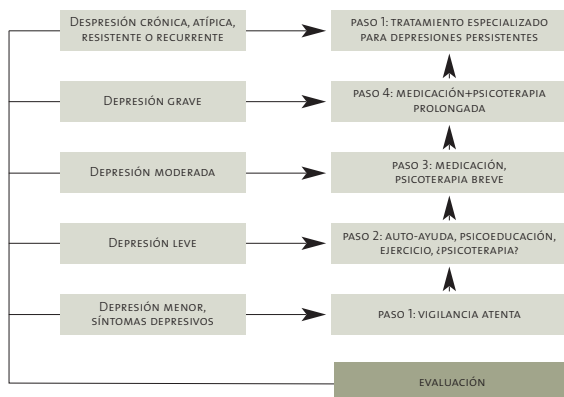 Despresión crónica, atípica,
resistente o recurrente
paso 1: tratamiento especializado
para depresiones persistentes
Depresión grave
paso 4: medicación+psicoterapia
prolongada
Depresión moderada
paso 3: medicación,
psicoterapia breve
Depresión leve
paso 2: auto-ayuda, psicoeducación,
ejercicio, ¿psicoterapia?
Depresión menor,
síntomas depresivos
paso 1: vigilancia atenta
evaluación